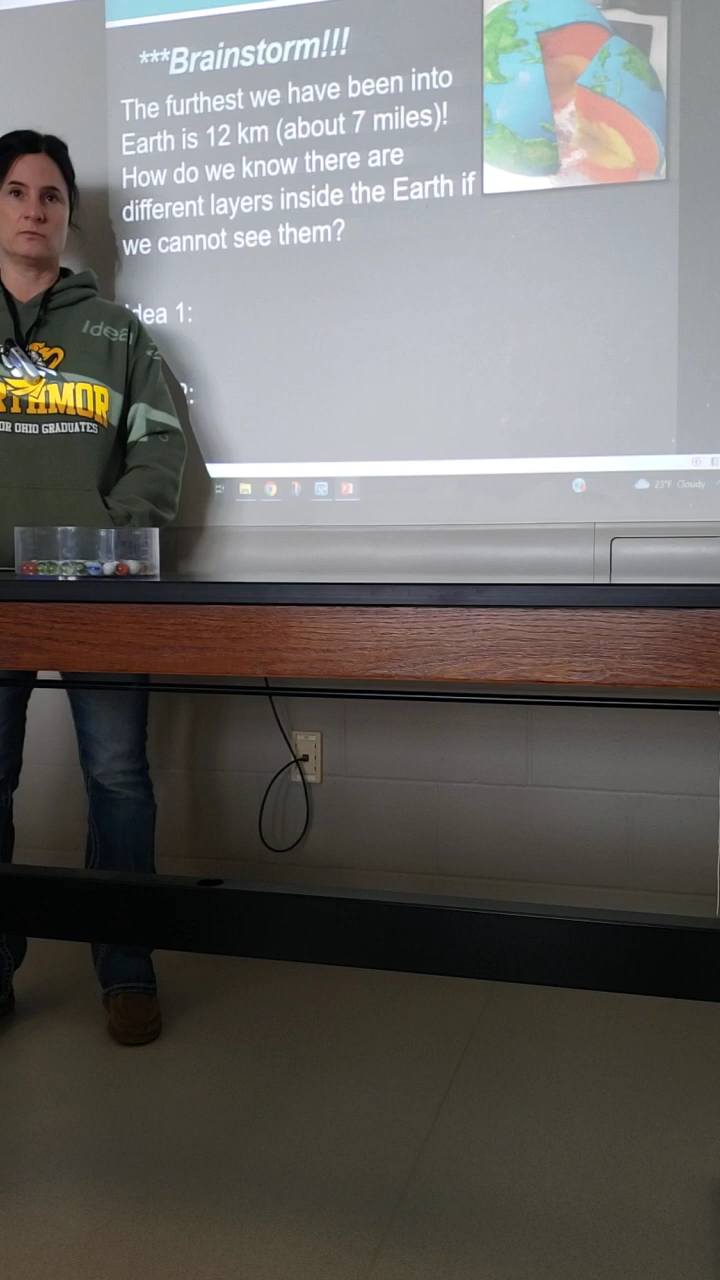 ***Brainstorm!!!
The furthest we have been into
Earth is 12 km (about 7 miles)!
How do we know there are
different layers inside the Earth if
we cannot see them?
Idea 1:
Idea
RTHMOR
OR OHIO GRADUATES
23°F Cloudy